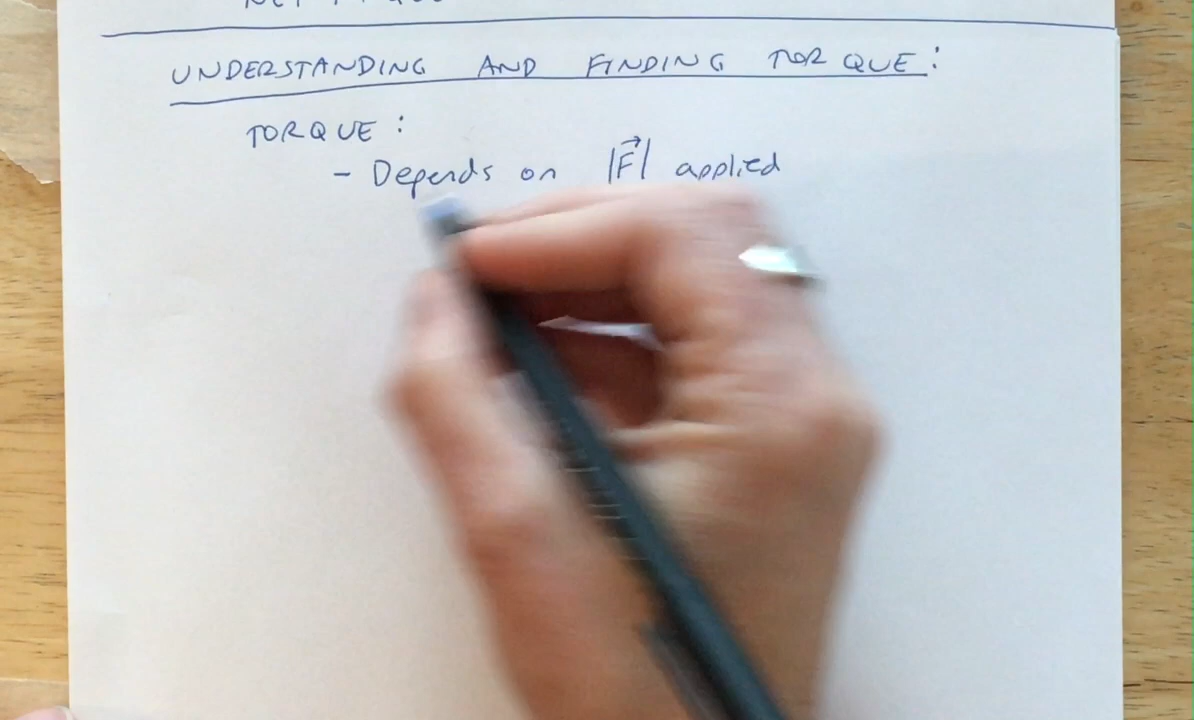 UNDERSTANDING AND FINDING TORQUE:
TORQUE:
- Depends on |F⃗| applied